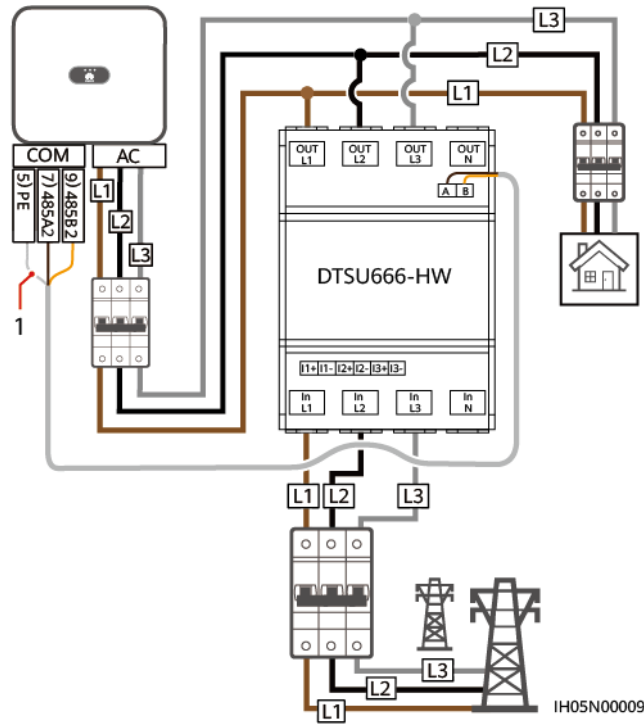 L3
L2
L1
COM
AC
5) PE
7) 485A2
9) 485B2
L1
L2
L3
1
OUT L1
OUT L2
OUT L3
OUT N
A B
DTSU666-HW
I1+ I1- I2+ I2- I3+ I3-
In L1
In L2
In L3
In N
L1
L2
L3
L3
L2
L1
IH05N00009